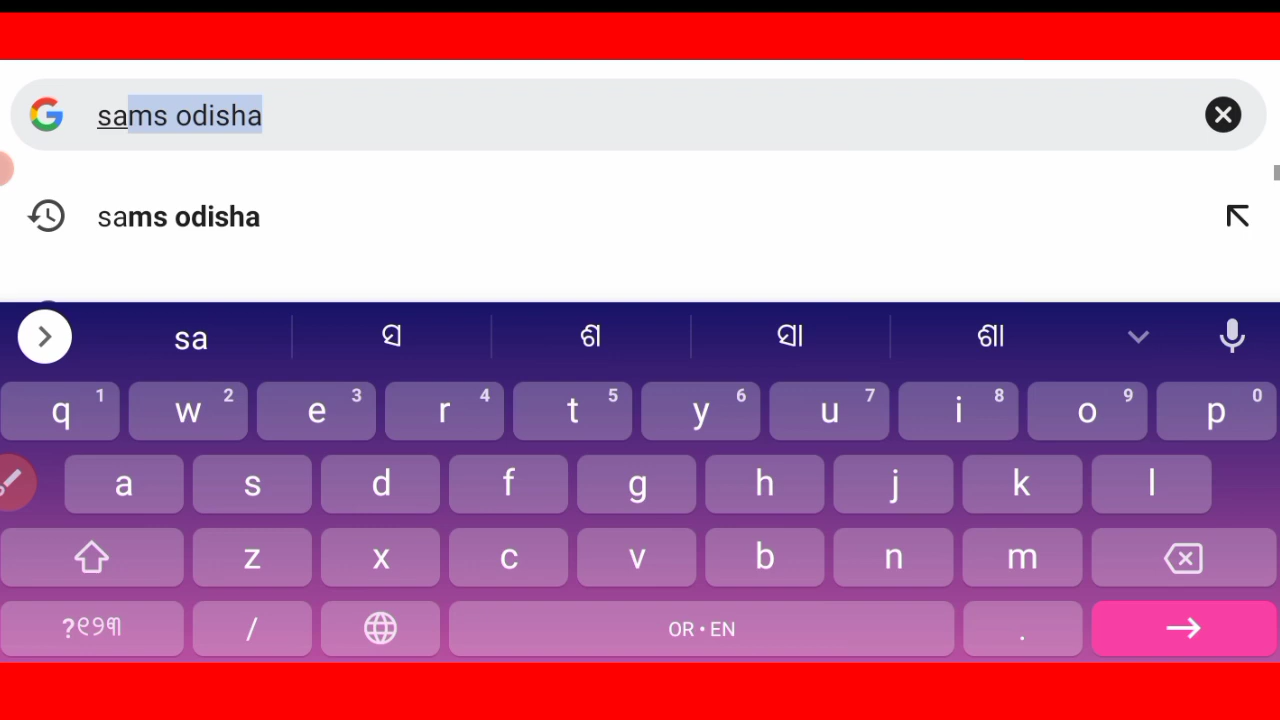 sams odisha
sams odisha
sa ସ ଶ ସା ଶା
q 1 w 2 e 3 r 4 t 5 y 6 u 7 i 8 o 9 p 0
a s d f g h j k l
z x c v b n m
?୧୨୩ / OR • EN .